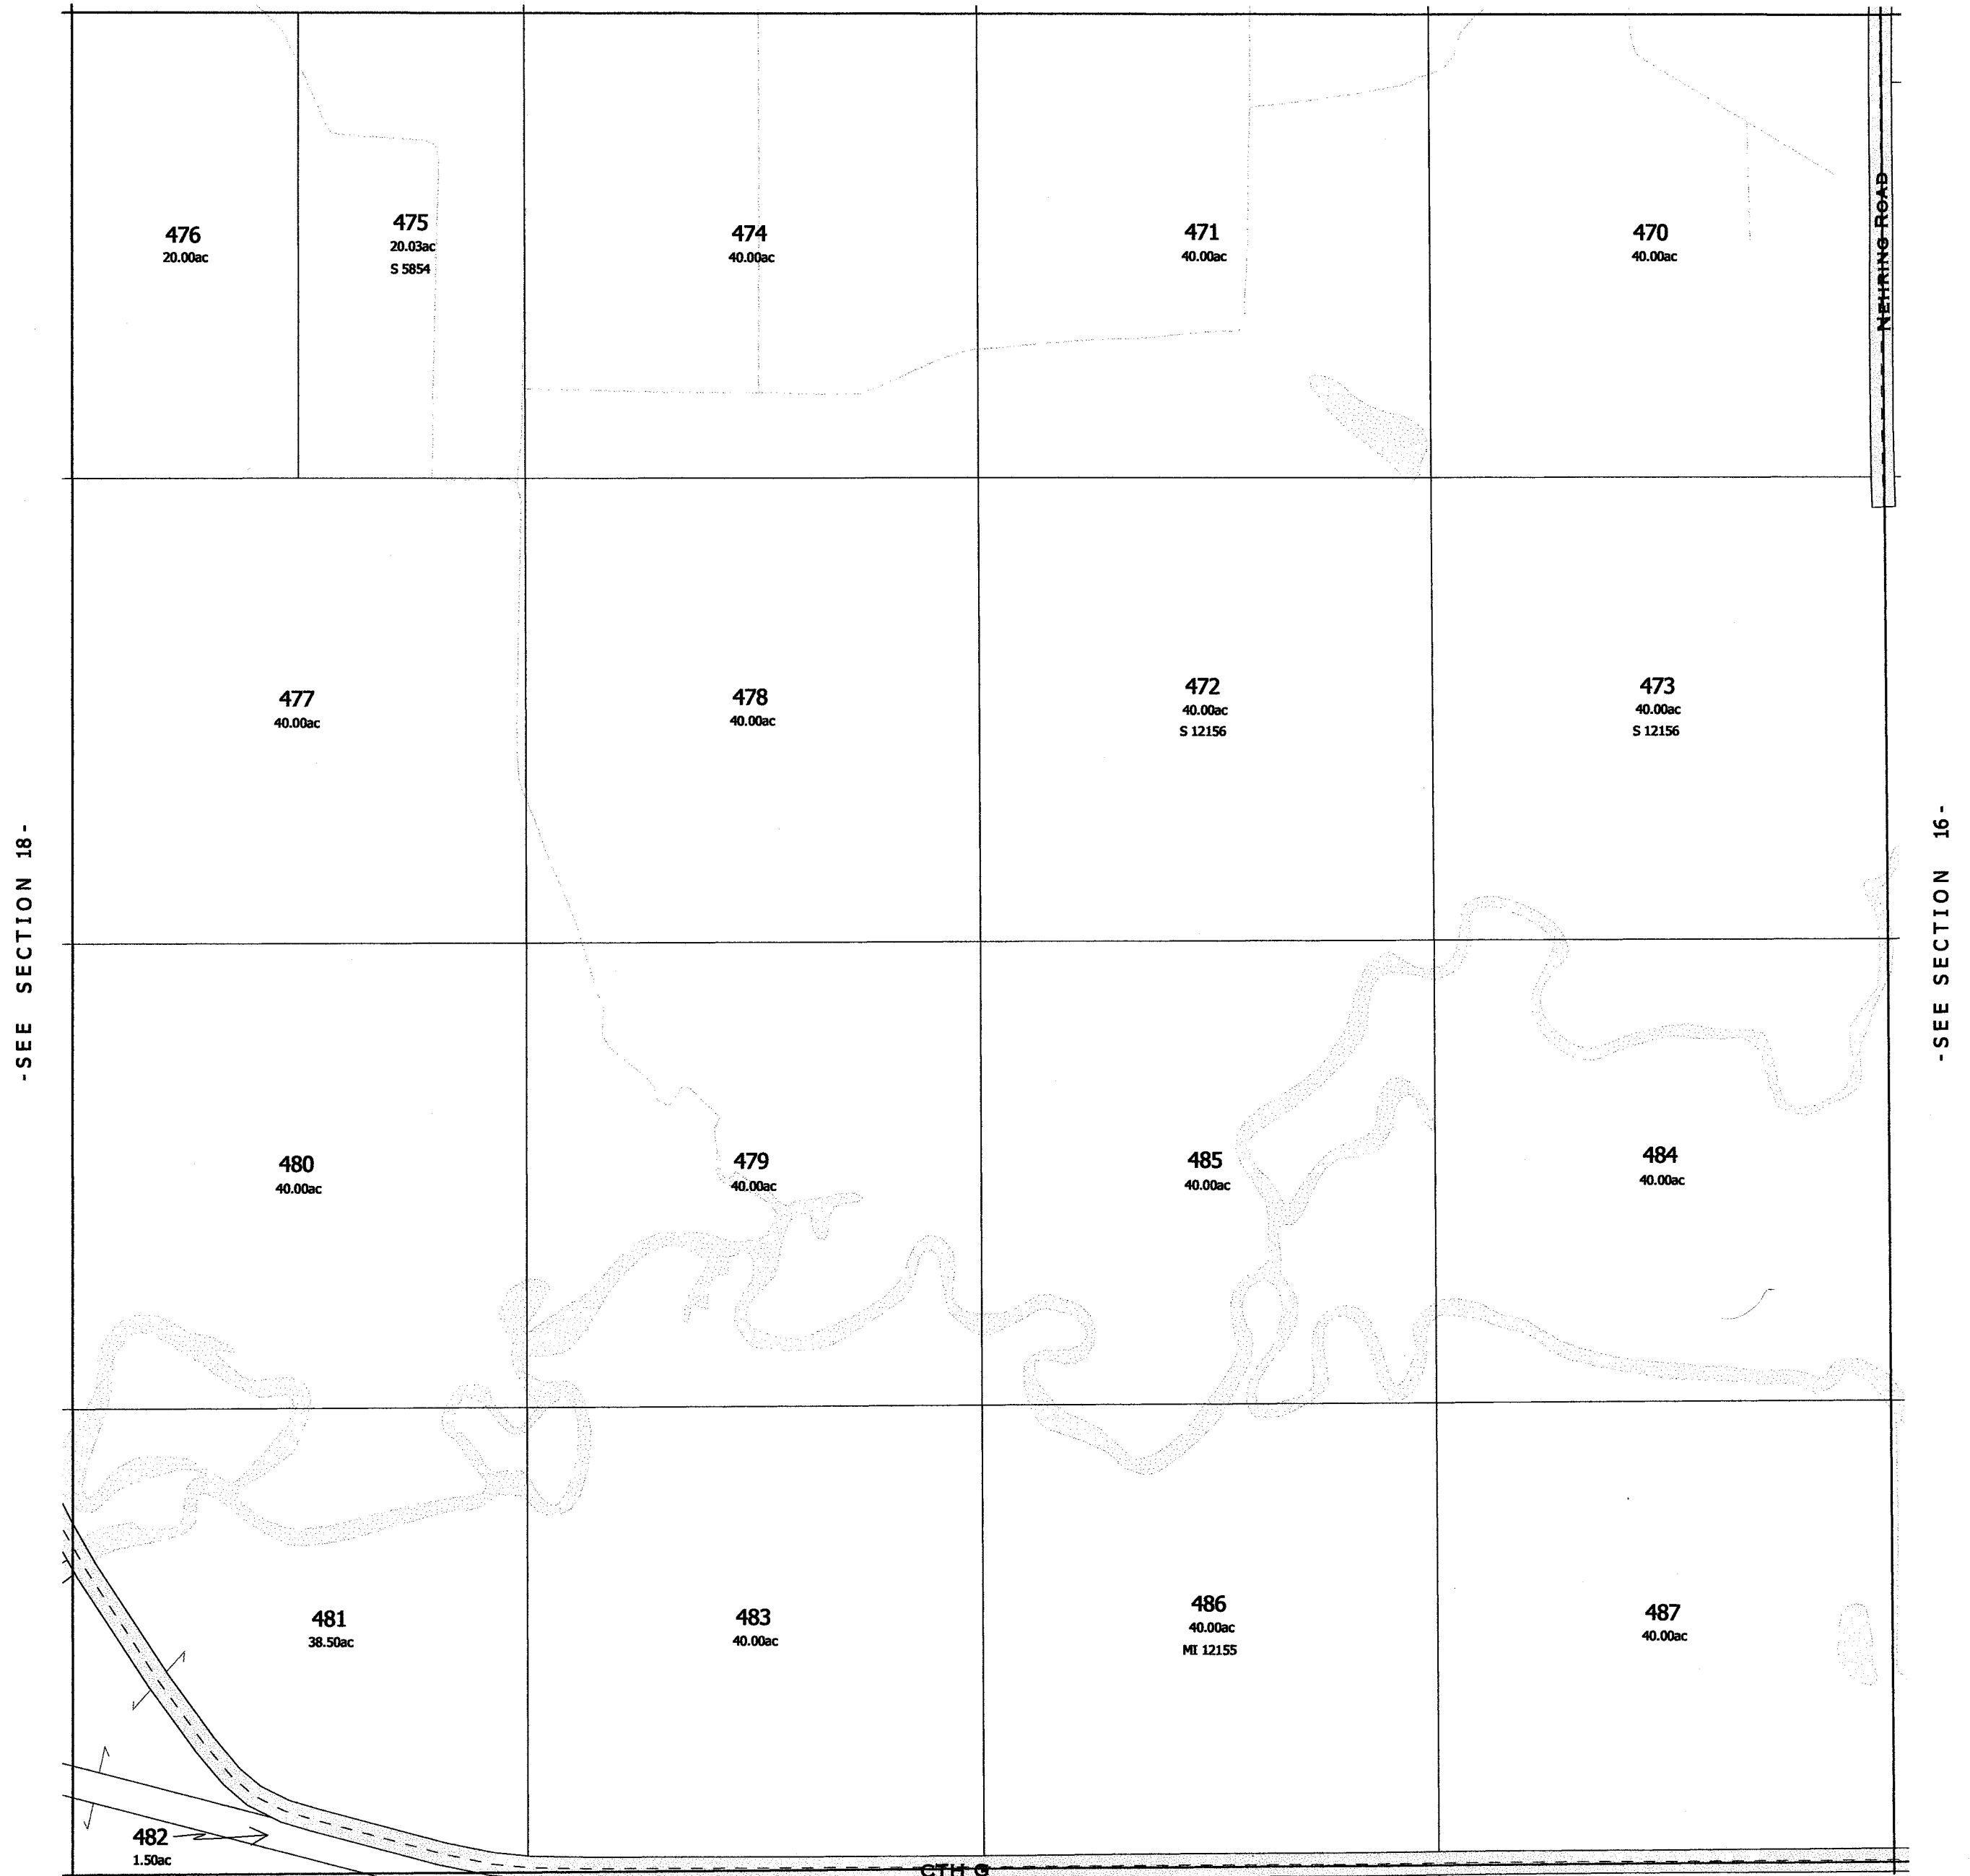 476
20.00ac
475
20.03ac
S 5854
474
40.00ac
471
40.00ac
470
40.00ac
NEHRING ROAD
477
40.00ac
478
40.00ac
472
40.00ac
S 12156
473
40.00ac
S 12156
-SEE SECTION 18-
-SEE SECTION 16-
480
40.00ac
479
40.00ac
485
40.00ac
484
40.00ac
481
38.50ac
483
40.00ac
486
40.00ac
MI 12155
487
40.00ac
482
1.50ac
CTH G